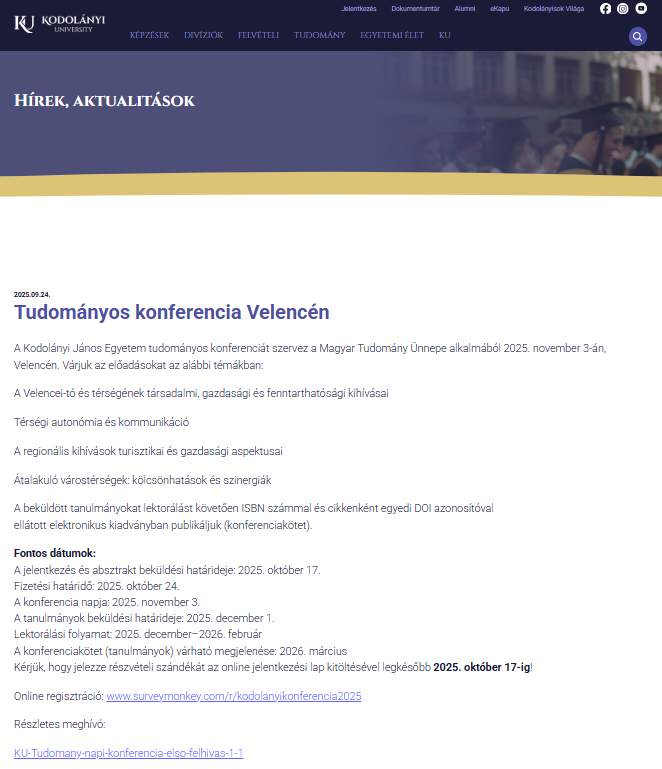 Jelentkezés Dokumentumtár Alumni eKapu Kodolányisok Világa
KU KODOLÁNYI
UNIVERSITY
KÉPZÉSEK DIVÍZIÓK FELVÉTELI TUDOMÁNY EGYETEMI ÉLET KU
Hírek, aktualitások
2025.09.24.
Tudományos konferencia Velencén
A Kodolányi János Egyetem tudományos konferenciát szervez a Magyar Tudomány Ünnepe alkalmából 2025. november 3-án,
Velencén. Várjuk az előadásokat az alábbi témákban:
A Velencei-tó és térségének társadalmi, gazdasági és fenntarthatósági kihívásai
Térségi autonómia és kommunikáció
A regionális kihívások turisztikai és gazdasági aspektusai
Átalakuló várostérségek: kölcsönhatások és szinergiák
A beküldött tanulmányokat lektorálást követően ISBN számmal és cikkenként egyedi DOI azonosítóval
ellátott elektronikus kiadványban publikáljuk (konferenciakötet).
Fontos dátumok:
A jelentkezés és absztrakt beküldési határideje: 2025. október 17.
Fizetési határidő: 2025. október 24.
A konferencia napja: 2025. november 3.
A tanulmányok beküldési határideje: 2025. december 1.
Lektorálási folyamat: 2025. december–2026. február
A konferenciakötet (tanulmányok) várható megjelenése: 2026. március
Kérjük, hogy jelezze részvételi szándékát az online jelentkezési lap kitöltésével legkésőbb 2025. október 17-ig!
Online regisztráció: www.surveymonkey.com/r/kodolanyikonferencia2025
Részletes meghívó:
KU-Tudomany-napi-konferencia-elso-felhivas-1-1